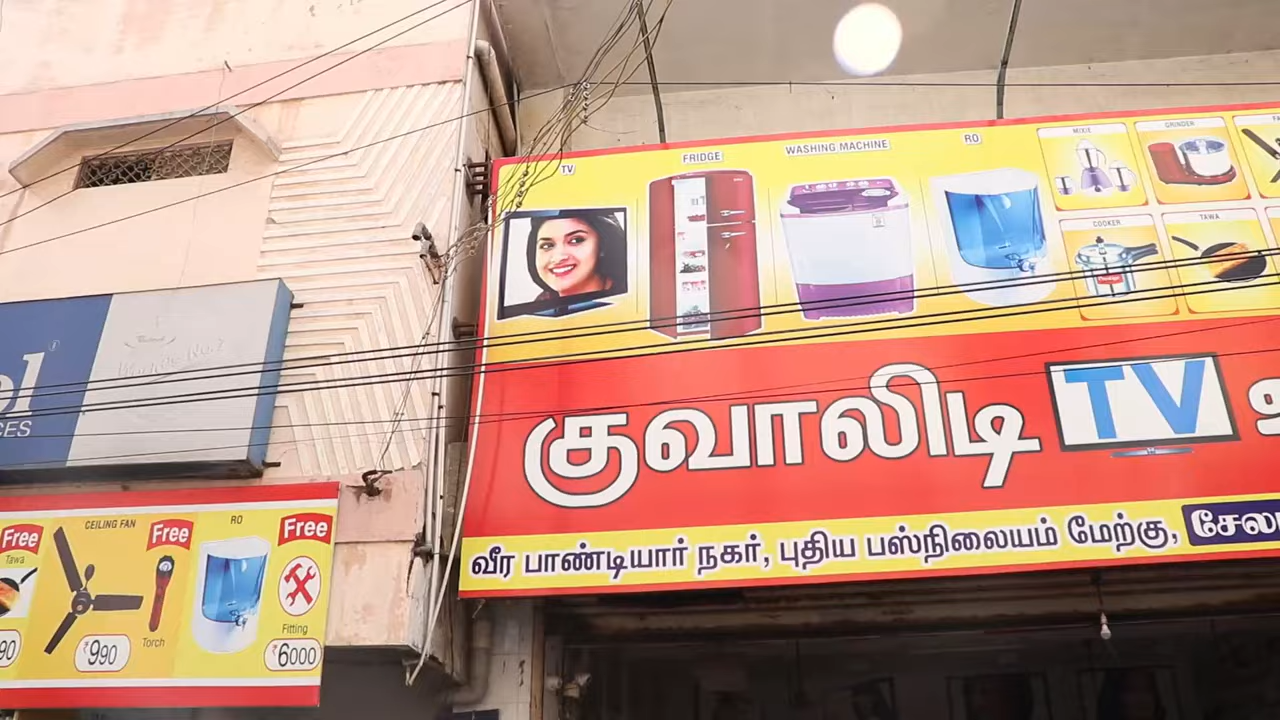 TV
FRIDGE
WASHING MACHINE
RO
MIXIE
GRINDER
COOKER
TAWA
குவாலிடி TV
வீர பாண்டியார் நகர், புதிய பஸ்நிலையம் மேற்கு,
CEILING FAN
RO
Free
Free
Free
Tawa
Torch
Fitting
₹990
₹6000